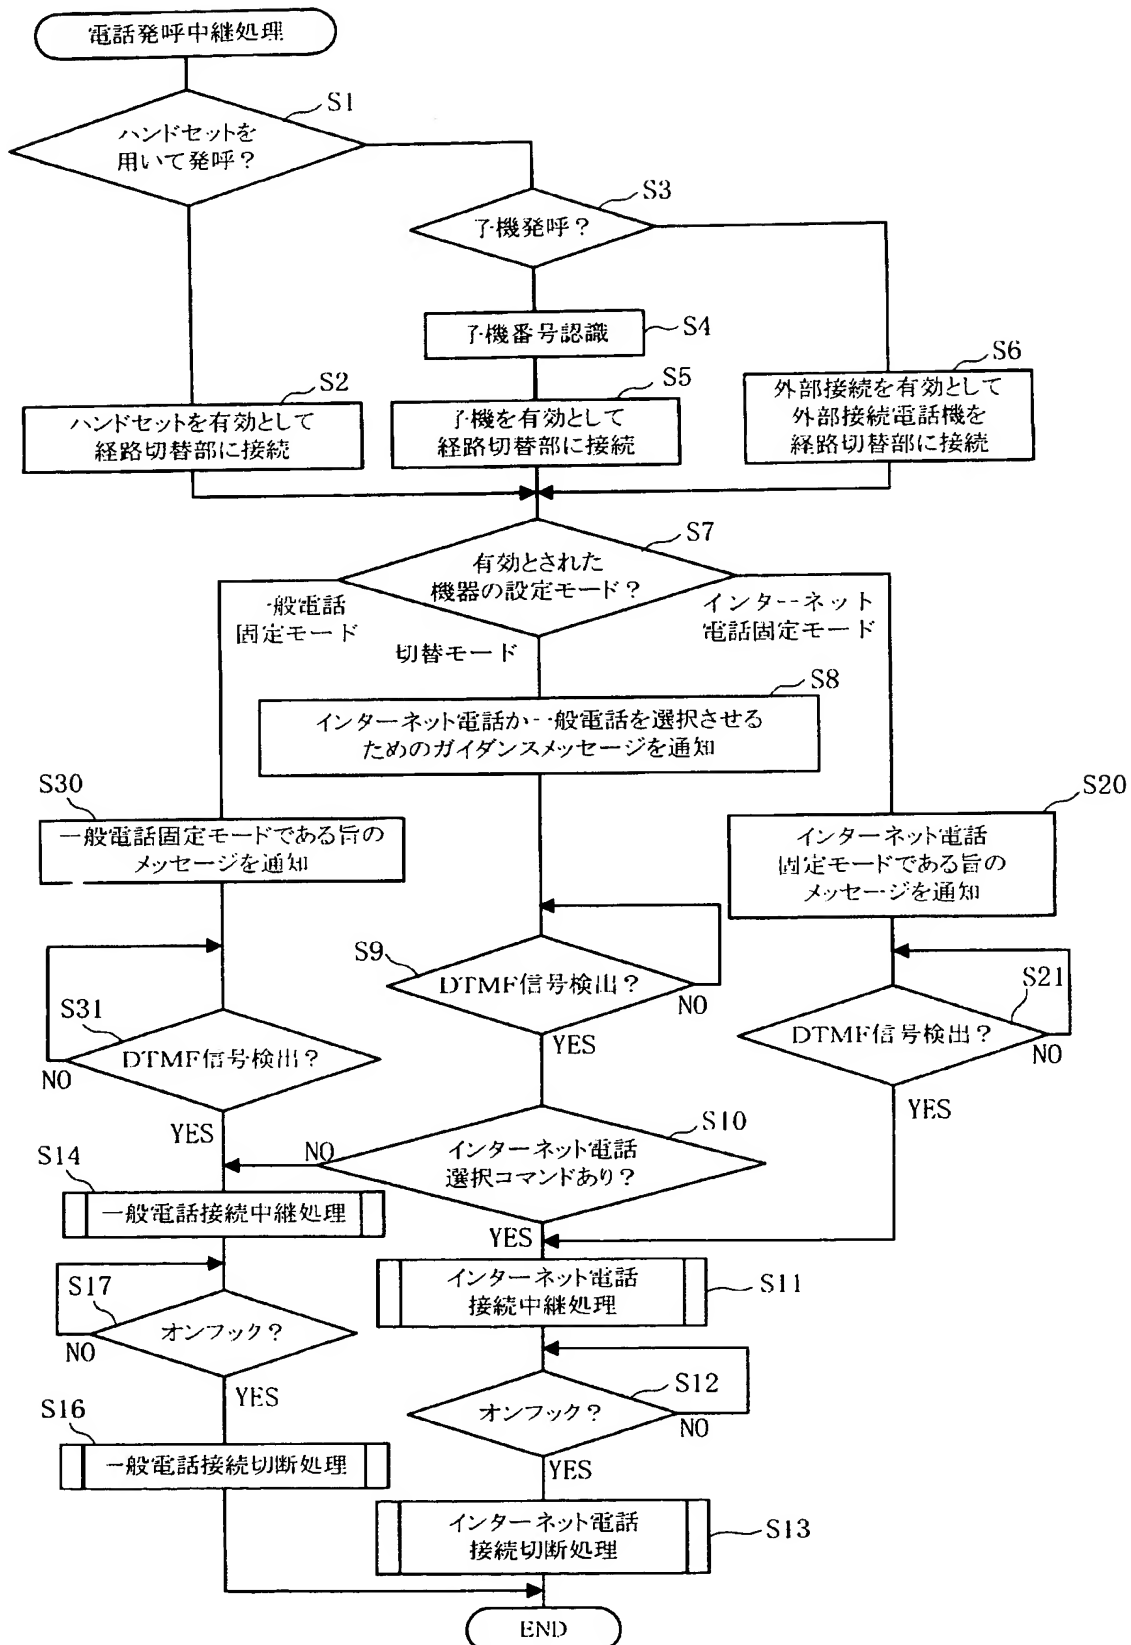 電話発呼中継処理
S1
ハンドセットを
用いて発呼？
S3
子機発呼？
子機番号認識
S4
S2
ハンドセットを有効として
経路切替部に接続
S5
子機を有効として
経路切替部に接続
S6
外部接続を有効として
外部接続電話機を
経路切替部に接続
S7
有効とされた
機器の設定モード？
一般電話
固定モード
切替モード
インターネット
電話固定モード
S8
インターネット電話か一般電話を選択させる
ためのガイダンスメッセージを通知
S30
一般電話固定モードである旨の
メッセージを通知
S20
インターネット電話
固定モードである旨の
メッセージを通知
S9
DTMF信号検出？
NO
YES
S21
DTMF信号検出？
NO
YES
S31
DTMF信号検出？
NO
YES
S10
インターネット電話
選択コマンドあり？
NO
YES
S14
一般電話接続中継処理
S11
インターネット電話
接続中継処理
S17
オンフック？
NO
YES
S12
オンフック？
NO
YES
S16
一般電話接続切断処理
インターネット電話
接続切断処理
S13
END